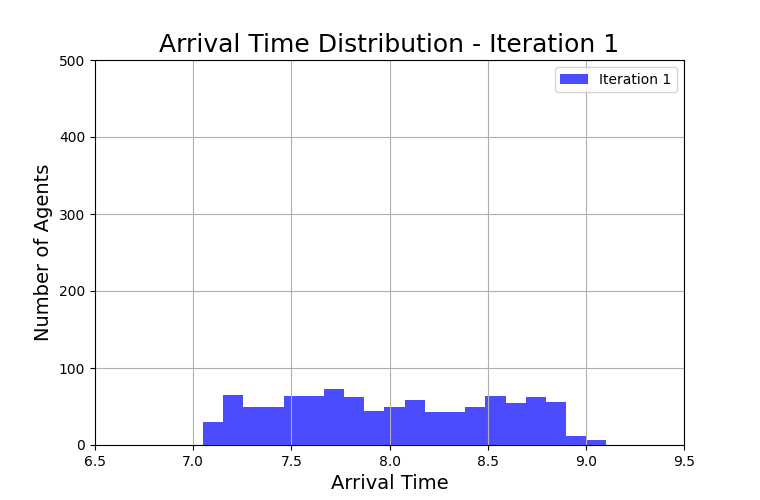 Arrival Time Distribution - Iteration 1
Iteration 1
Number of Agents
500
400
300
200
100
0
6.5 7.0 7.5 8.0 8.5 9.0 9.5
Arrival Time